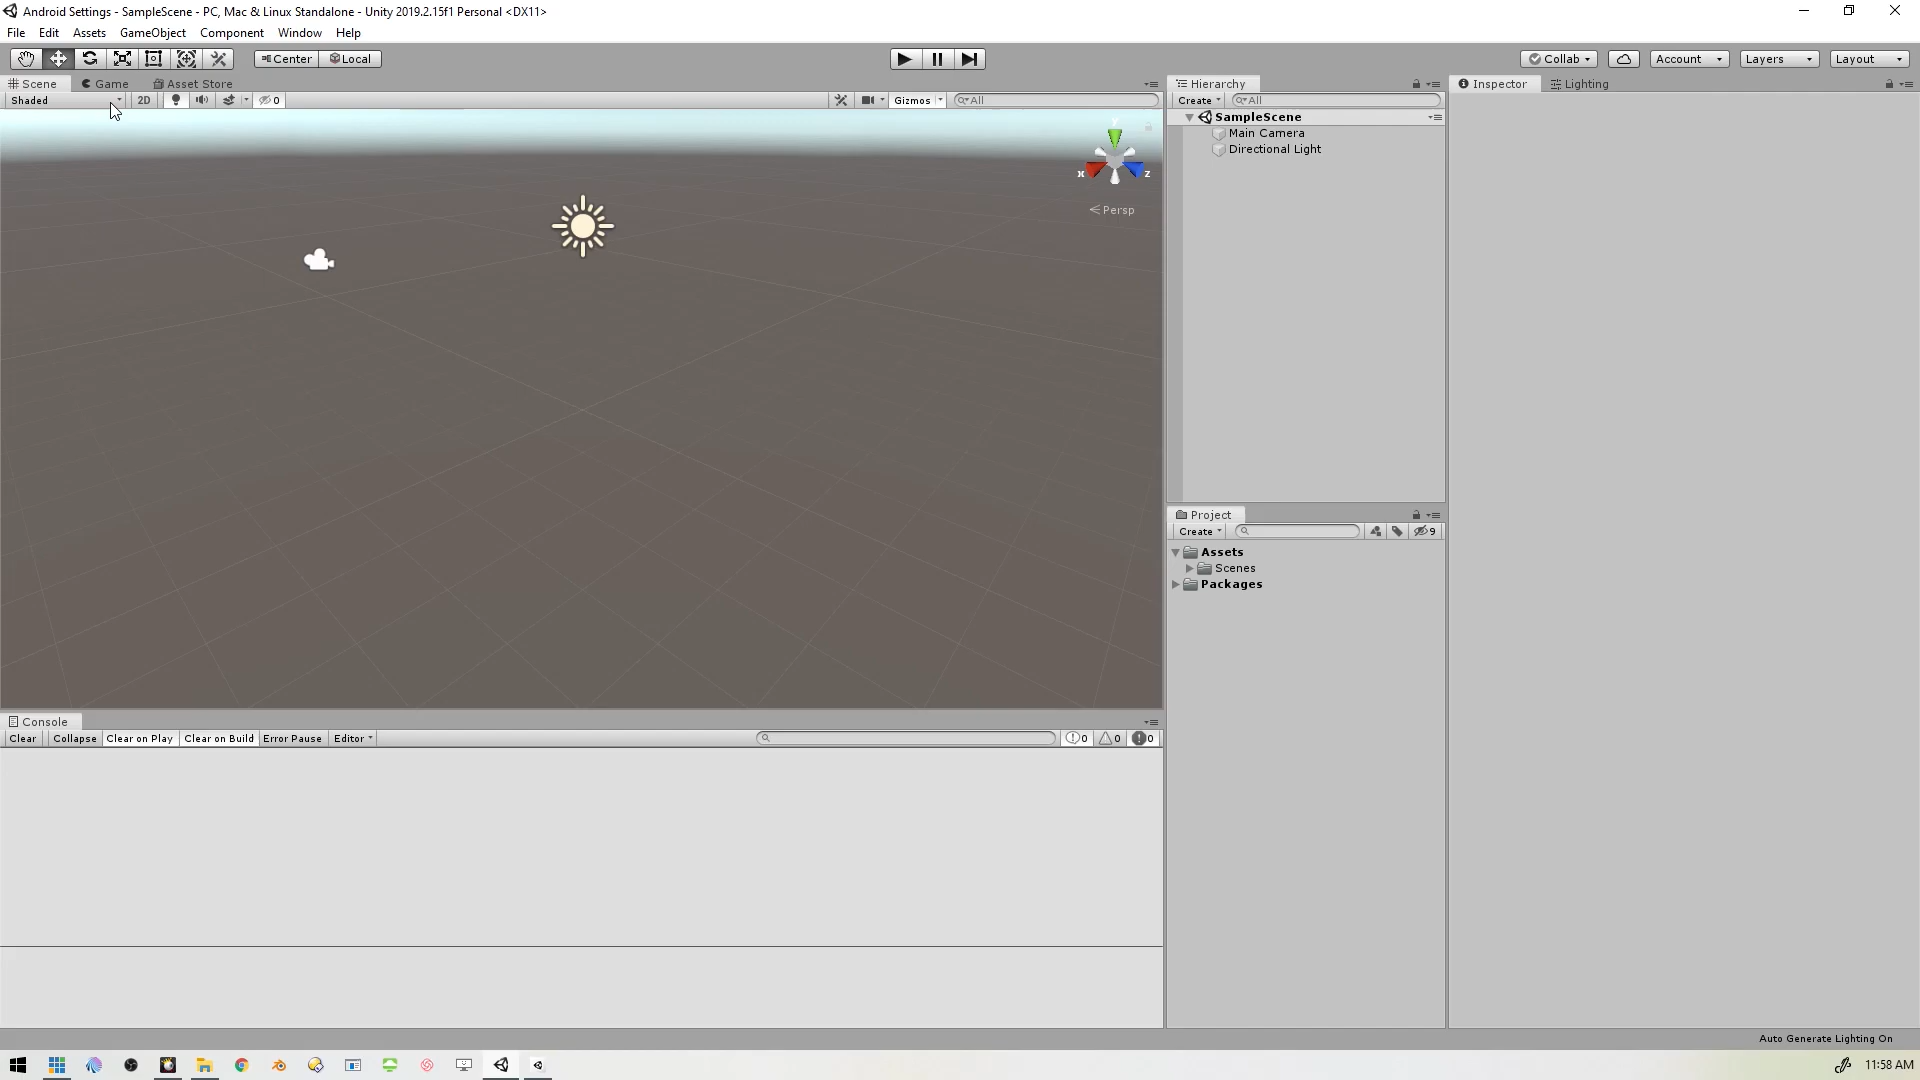 Android Settings - SampleScene - PC, Mac & Linux Standalone - Unity 2019.2.15f1 Personal <DX11>
File Edit Assets GameObject Component Window Help
Center Local Collab Account Layers Layout
Scene Game Asset Store Hierarchy Inspector Lighting
Shaded 2D 0 Gizmos All Create All
SampleScene
Main Camera
Directional Light
y
x z
Persp
Project
Create 9
Assets
Scenes
Packages
Console
Clear Collapse Clear on Play Clear on Build Error Pause Editor 0 0 0
Auto Generate Lighting On
11:58 AM